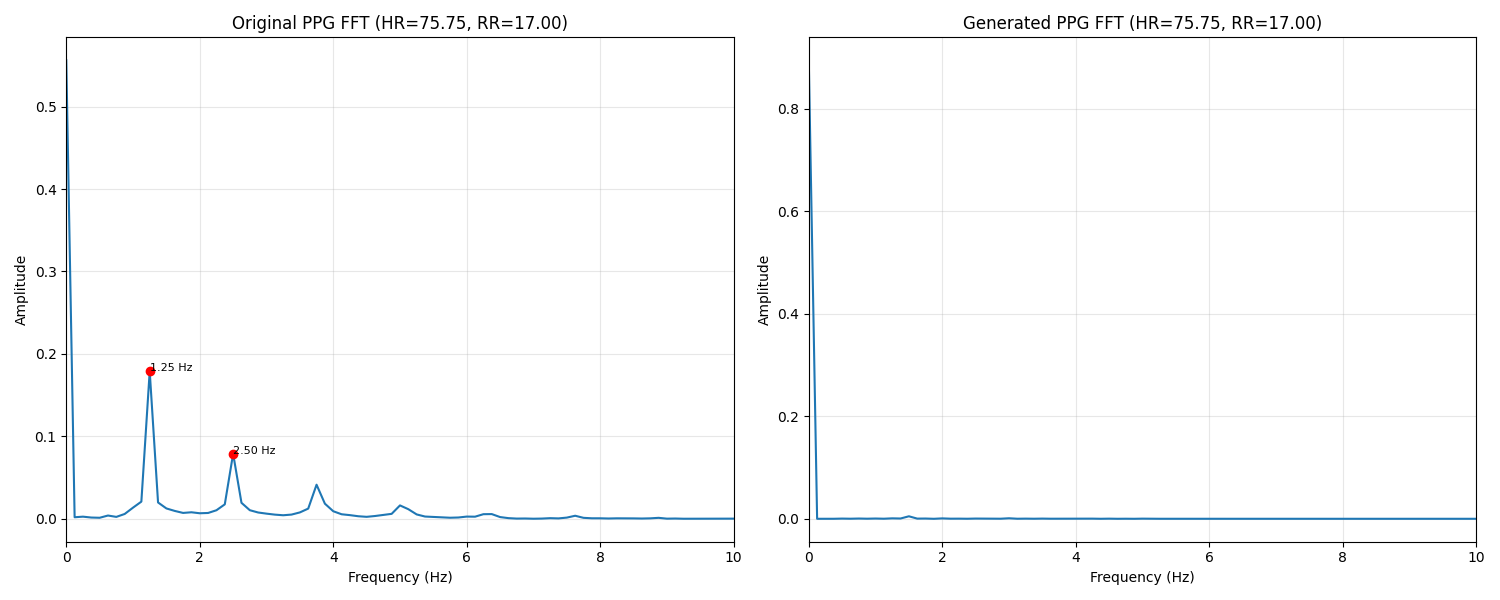 Original PPG FFT (HR=75.75, RR=17.00)
Amplitude
0.5
0.4
0.3
0.2
0.1
0.0
1.25 Hz
2.50 Hz
0 2 4 6 8 10
Frequency (Hz)
Generated PPG FFT (HR=75.75, RR=17.00)
Amplitude
0.8
0.6
0.4
0.2
0.0
0 2 4 6 8 10
Frequency (Hz)